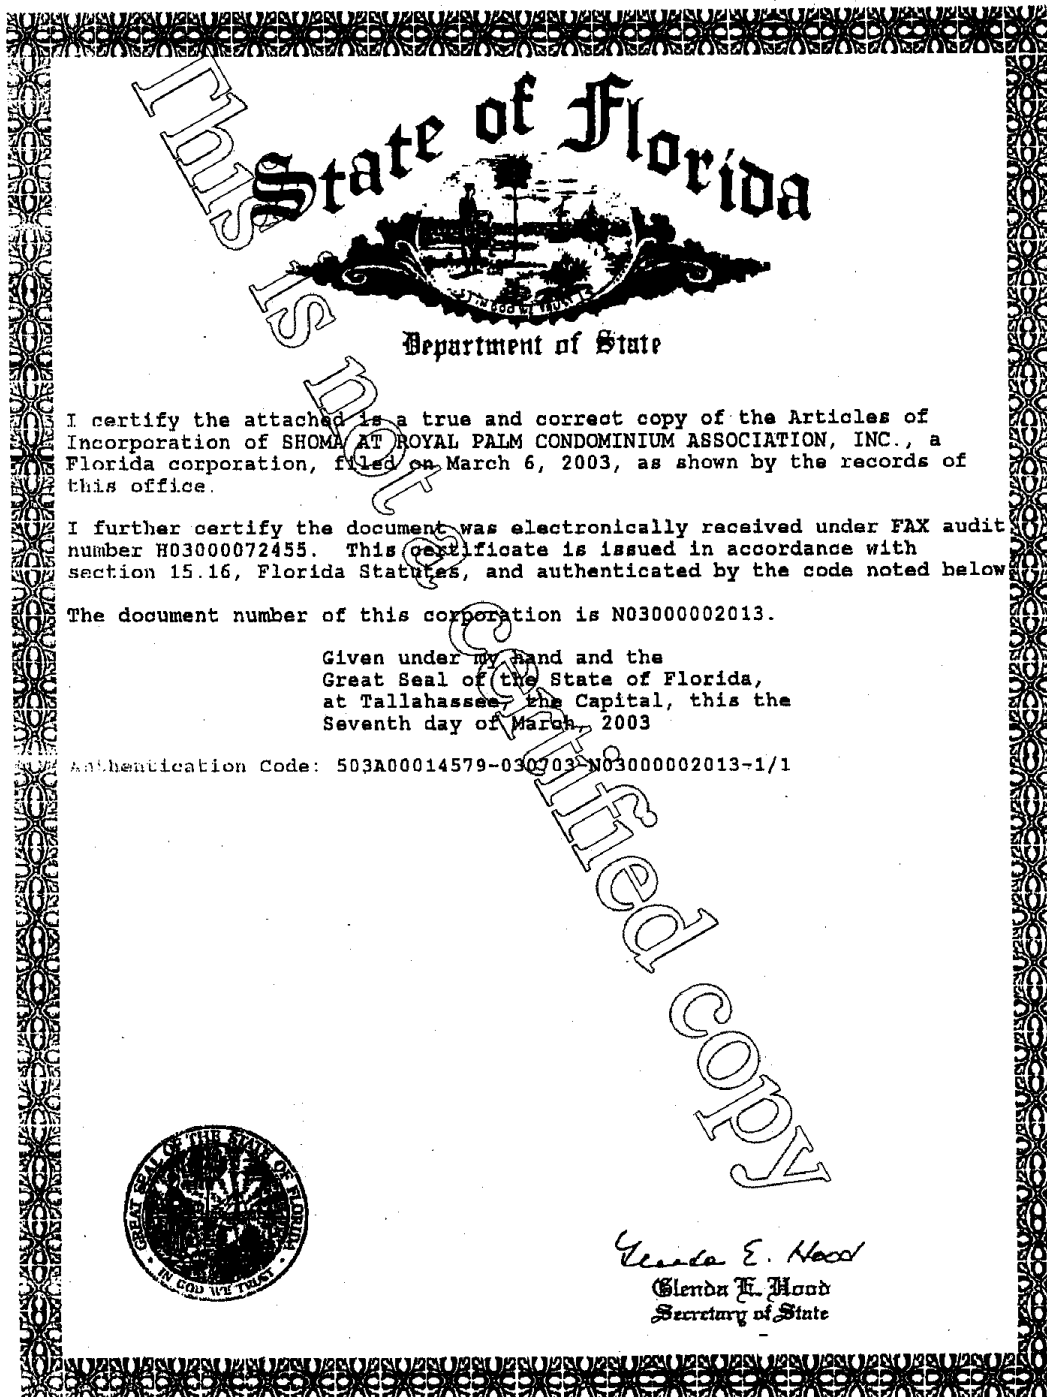 State of Florida
IN GOD WE TRUST
Department of State
I certify the attached is a true and correct copy of the Articles of
Incorporation of SHOMA AT ROYAL PALM CONDOMINIUM ASSOCIATION, INC., a
Florida corporation, filed on March 6, 2003, as shown by the records of
this office.
I further certify the document was electronically received under FAX audit
number H03000072455. This certificate is issued in accordance with
section 15.16, Florida Statutes, and authenticated by the code noted below
The document number of this corporation is N03000002013.
Given under my hand and the
Great Seal of the State of Florida,
at Tallahassee, the Capital, this the
Seventh day of March, 2003
Authentication Code: 503A00014579-030703-N03000002013-1/1
This is not a certified copy
GREAT SEAL OF THE STATE OF FLORIDA
IN GOD WE TRUST
Glenda E. Hood
Glenda E. Hood
Secretary of State